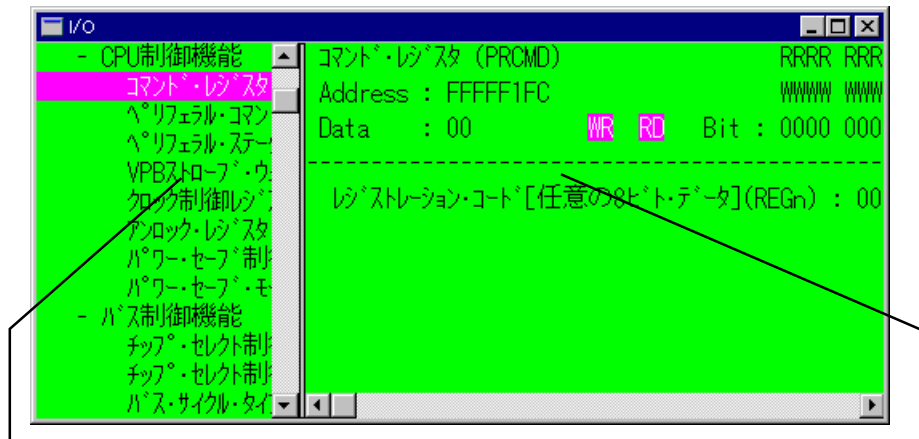 I/O
- CPU制御機能
ｺﾏﾝﾄﾞ･ﾚｼﾞｽﾀ
ﾍﾟﾘﾌｪﾗﾙ･ｺﾏﾝ
ﾍﾟﾘﾌｪﾗﾙ･ｽﾃｰ
VPBｽﾄﾛｰﾌﾞ･ｳ
ｸﾛｯｸ制御ﾚｼﾞ
ｱﾝﾛｯｸ･ﾚｼﾞｽﾀ
ﾊﾟﾜｰ･ｾｰﾌﾞ制
ﾊﾟﾜｰ･ｾｰﾌﾞ･ﾓ
- ﾊﾞｽ制御機能
ﾁｯﾌﾟ･ｾﾚｸﾄ制
ﾁｯﾌﾟ･ｾﾚｸﾄ制
ﾊﾞｽ･ｻｲｸﾙ･ﾀｲ
ｺﾏﾝﾄﾞ･ﾚｼﾞｽﾀ (PRCMD) RRRR RRR
Address : FFFFF1FC WWWW WWW
Data : 00 WR RD Bit : 0000 000
ﾚｼﾞｽﾄﾚｰｼｮﾝ･ｺｰﾄﾞ[任意の8ﾋﾞﾄ･ﾃﾞｰﾀ](REGn) : 00